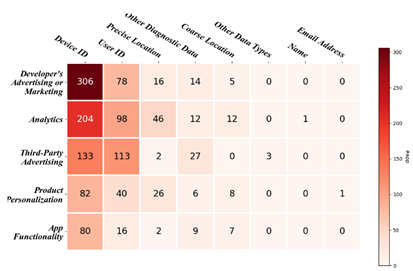 Device ID
User ID
Precise Location
Other Diagnostic Data
Coarse Location
Other Data Types
Name
Email Address
Developer's
Advertising or
Marketing
306 78 16 14 5 0 0 0
Analytics
204 98 46 12 12 0 1 0
Third-Party
Advertising
133 113 2 27 0 3 0 0
Product
Personalization
82 40 26 6 8 0 0 1
App
Functionality
80 16 2 9 7 0 0 0
300
250
200
150
100
50
0